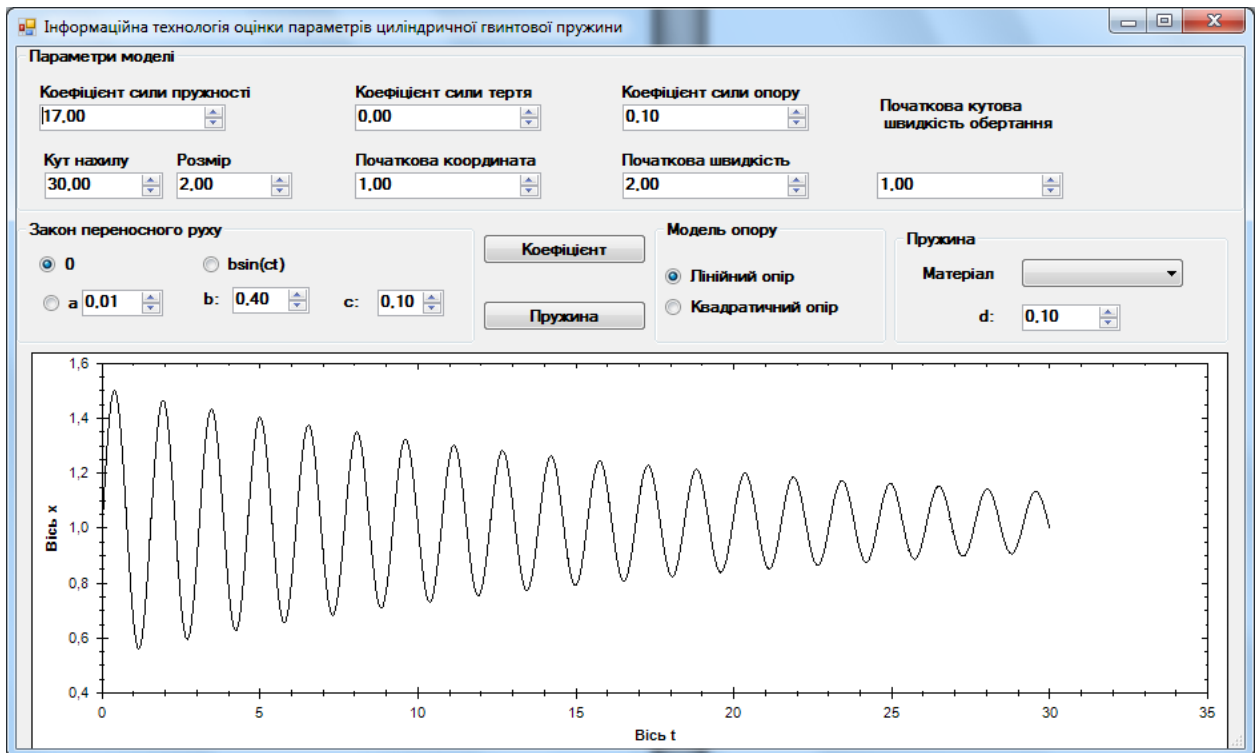 Інформаційна технологія оцінки параметрів циліндричної гвинтової пружини
Параметри моделі
Коефіцієнт сили пружності
17,00
Коефіцієнт сили тертя
0,00
Коефіцієнт сили опору
0,10
Початкова кутова
швидкість обертання
1,00
Кут нахилу
30,00
Розмір
2,00
Початкова координата
1,00
Початкова швидкість
2,00
Закон переносного руху
0
bsin(ct)
a 0,01
b: 0,40
c: 0,10
Коефіцієнт
Пружина
Модель опору
Лінійний опір
Квадратичний опір
Пружина
Матеріал
d: 0,10
1,6
1,4
1,2
1,0
0,8
0,6
0,4
Вісь x
0 5 10 15 20 25 30 35
Вісь t